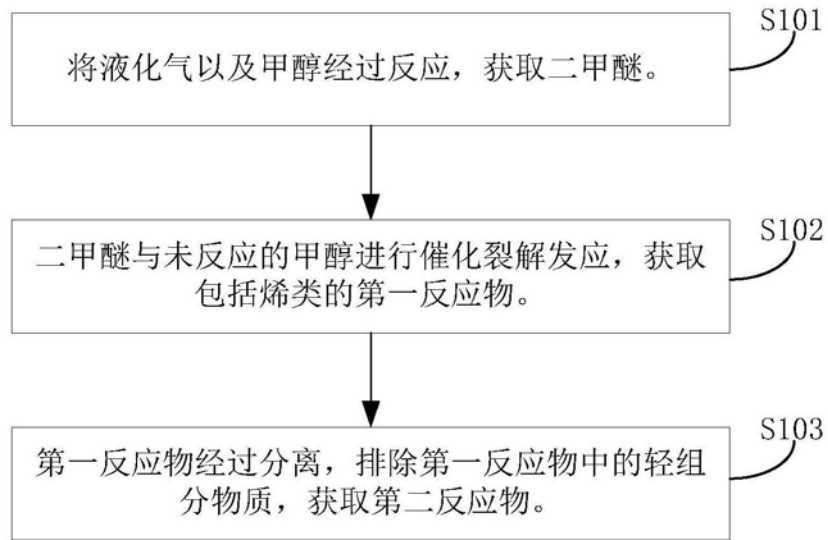 S101
将液化气以及甲醇经过反应，获取二甲醚。
S102
二甲醚与未反应的甲醇进行催化裂解发应，获取
包括烯类的第一反应物。
S103
第一反应物经过分离，排除第一反应物中的轻组
分物质，获取第二反应物。